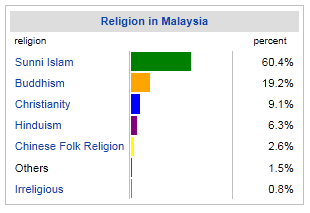 Religion in Malaysia
religion percent
Sunni Islam 60.4%
Buddhism 19.2%
Christianity 9.1%
Hinduism 6.3%
Chinese Folk Religion 2.6%
Others 1.5%
Irreligious 0.8%